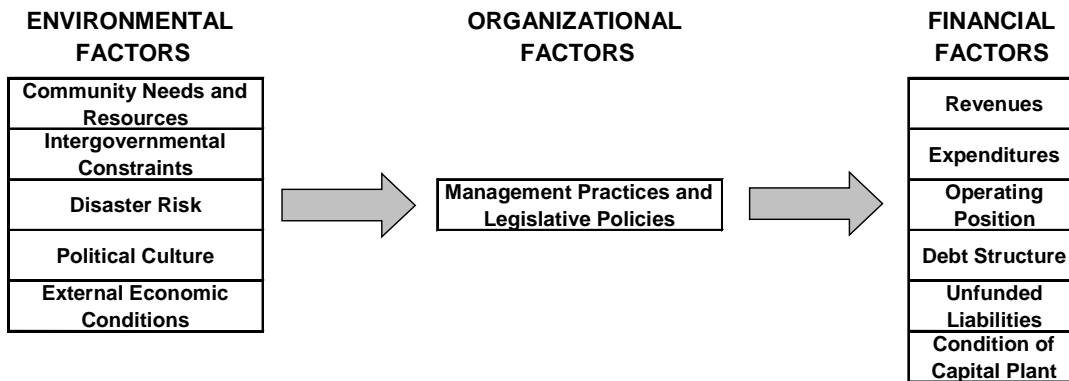 ENVIRONMENTAL
FACTORS
Community Needs and
Resources
Intergovernmental
Constraints
Disaster Risk
Political Culture
External Economic
Conditions
ORGANIZATIONAL
FACTORS
Management Practices and
Legislative Policies
FINANCIAL
FACTORS
Revenues
Expenditures
Operating
Position
Debt Structure
Unfunded
Liabilities
Condition of
Capital Plant